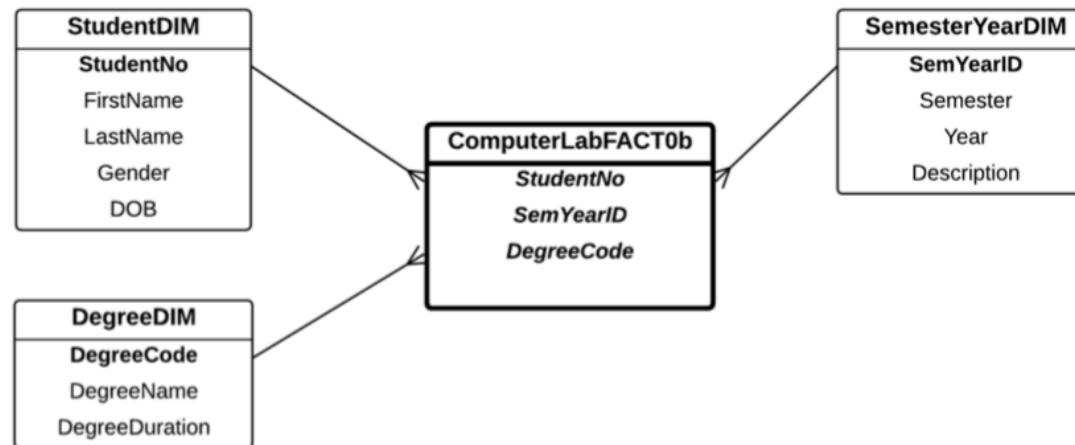 StudentDIM
StudentNo
FirstName
LastName
Gender
DOB
DegreeDIM
DegreeCode
DegreeName
DegreeDuration
ComputerLabFACT0b
StudentNo
SemYearID
DegreeCode
SemesterYearDIM
SemYearID
Semester
Year
Description